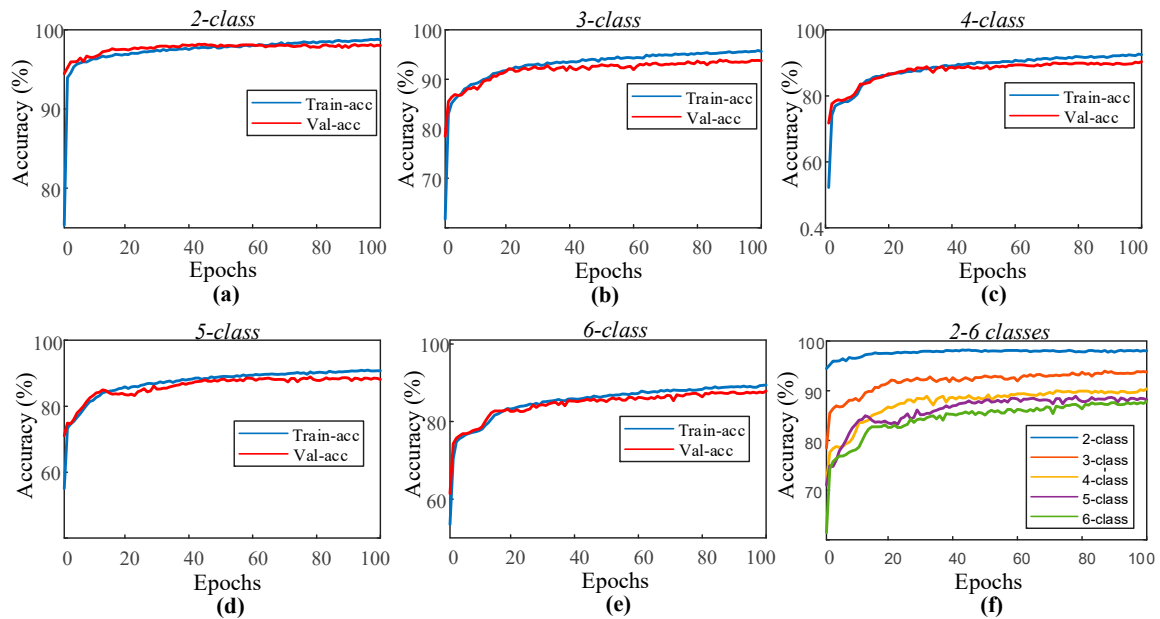 2-class
Accuracy (%)
100
90
80
0 20 40 60 80 100
Epochs
Train-acc
Val-acc
(a)
3-class
Accuracy (%)
100
90
80
70
0 20 40 60 80 100
Epochs
Train-acc
Val-acc
(b)
4-class
Accuracy (%)
100
80
60
0.4
0 20 40 60 80 100
Epochs
Train-acc
Val-acc
(c)
5-class
Accuracy (%)
100
80
60
0 20 40 60 80 100
Epochs
Train-acc
Val-acc
(d)
6-class
Accuracy (%)
100
80
60
0 20 40 60 80 100
Epochs
Train-acc
Val-acc
(e)
2-6 classes
Accuracy (%)
100
90
80
70
0 20 40 60 80 100
Epochs
2-class
3-class
4-class
5-class
6-class
(f)